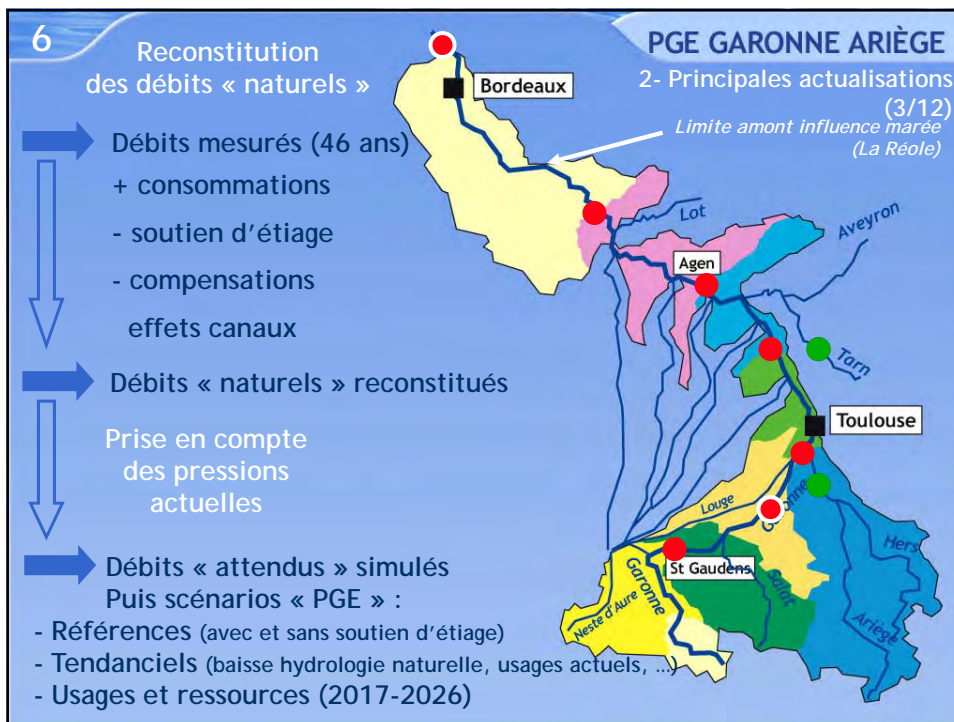 6
Reconstitution
des débits « naturels »
PGE GARONNE ARIÈGE
2- Principales actualisations
(3/12)
Limite amont influence marée
(La Réole)
Débits mesurés (46 ans)
+ consommations
- soutien d’étiage
- compensations
effets canaux
Débits « naturels » reconstitués
Prise en compte
des pressions
actuelles
Débits « attendus » simulés
Puis scénarios « PGE » :
- Références (avec et sans soutien d’étiage)
- Tendanciels (baisse hydrologie naturelle, usages actuels, …)
- Usages et ressources (2017-2026)
Bordeaux
Lot
Aveyron
Agen
Tarn
Toulouse
Louge
Garonne
Hers
St Gaudens
Salat
Garonne
Neste d'Aure
Ariège